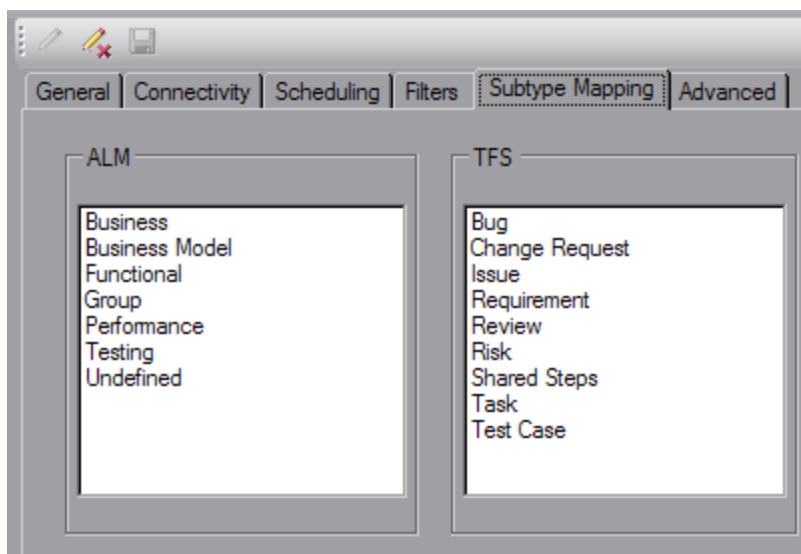 General Connectivity Scheduling Filters Subtype Mapping Advanced
ALM
Business
Business Model
Functional
Group
Performance
Testing
Undefined
TFS
Bug
Change Request
Issue
Requirement
Review
Risk
Shared Steps
Task
Test Case